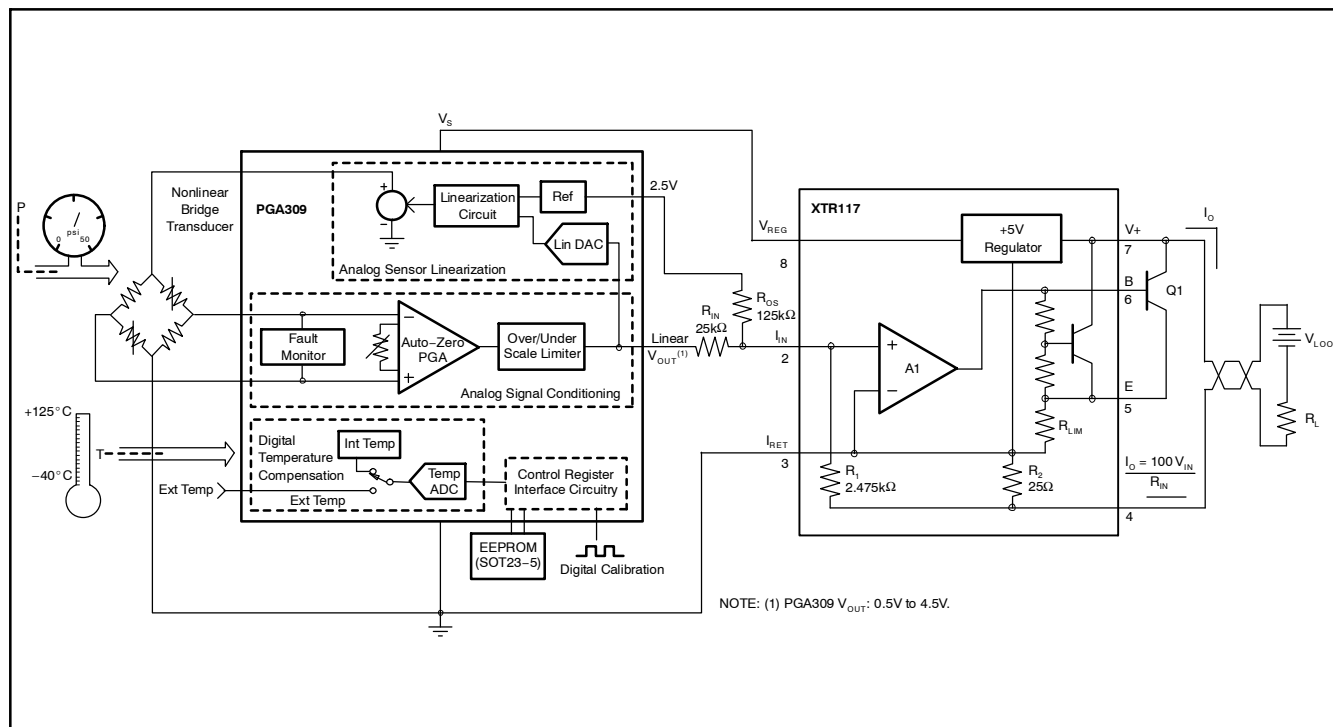 V_S
P
psi
0 50
Nonlinear
Bridge
Transducer
PGA309
+
−
Linearization
Circuit
Ref
2.5V
Lin DAC
Analog Sensor Linearization
Fault
Monitor
−
+
Auto−Zero
PGA
Over/Under
Scale Limiter
Analog Signal Conditioning
Linear
V_OUT(1)
R_IN
25kΩ
R_OS
125kΩ
+125°C
−40°C
T
Ext Temp
Digital
Temperature
Compensation
Int Temp
Ext Temp
Temp
ADC
Control Register
Interface Circuitry
EEPROM
(SOT23−5)
Digital Calibration
XTR117
V_REG
8
+5V
Regulator
I_IN
2
+
−
A1
I_RET
3
R_1
2.475kΩ
R_2
25Ω
R_LIM
V+
7
B
6
Q1
E
5
I_O
V_LOO
R_L
I_O = 100 V_IN
R_IN
4
NOTE: (1) PGA309 V_OUT: 0.5V to 4.5V.